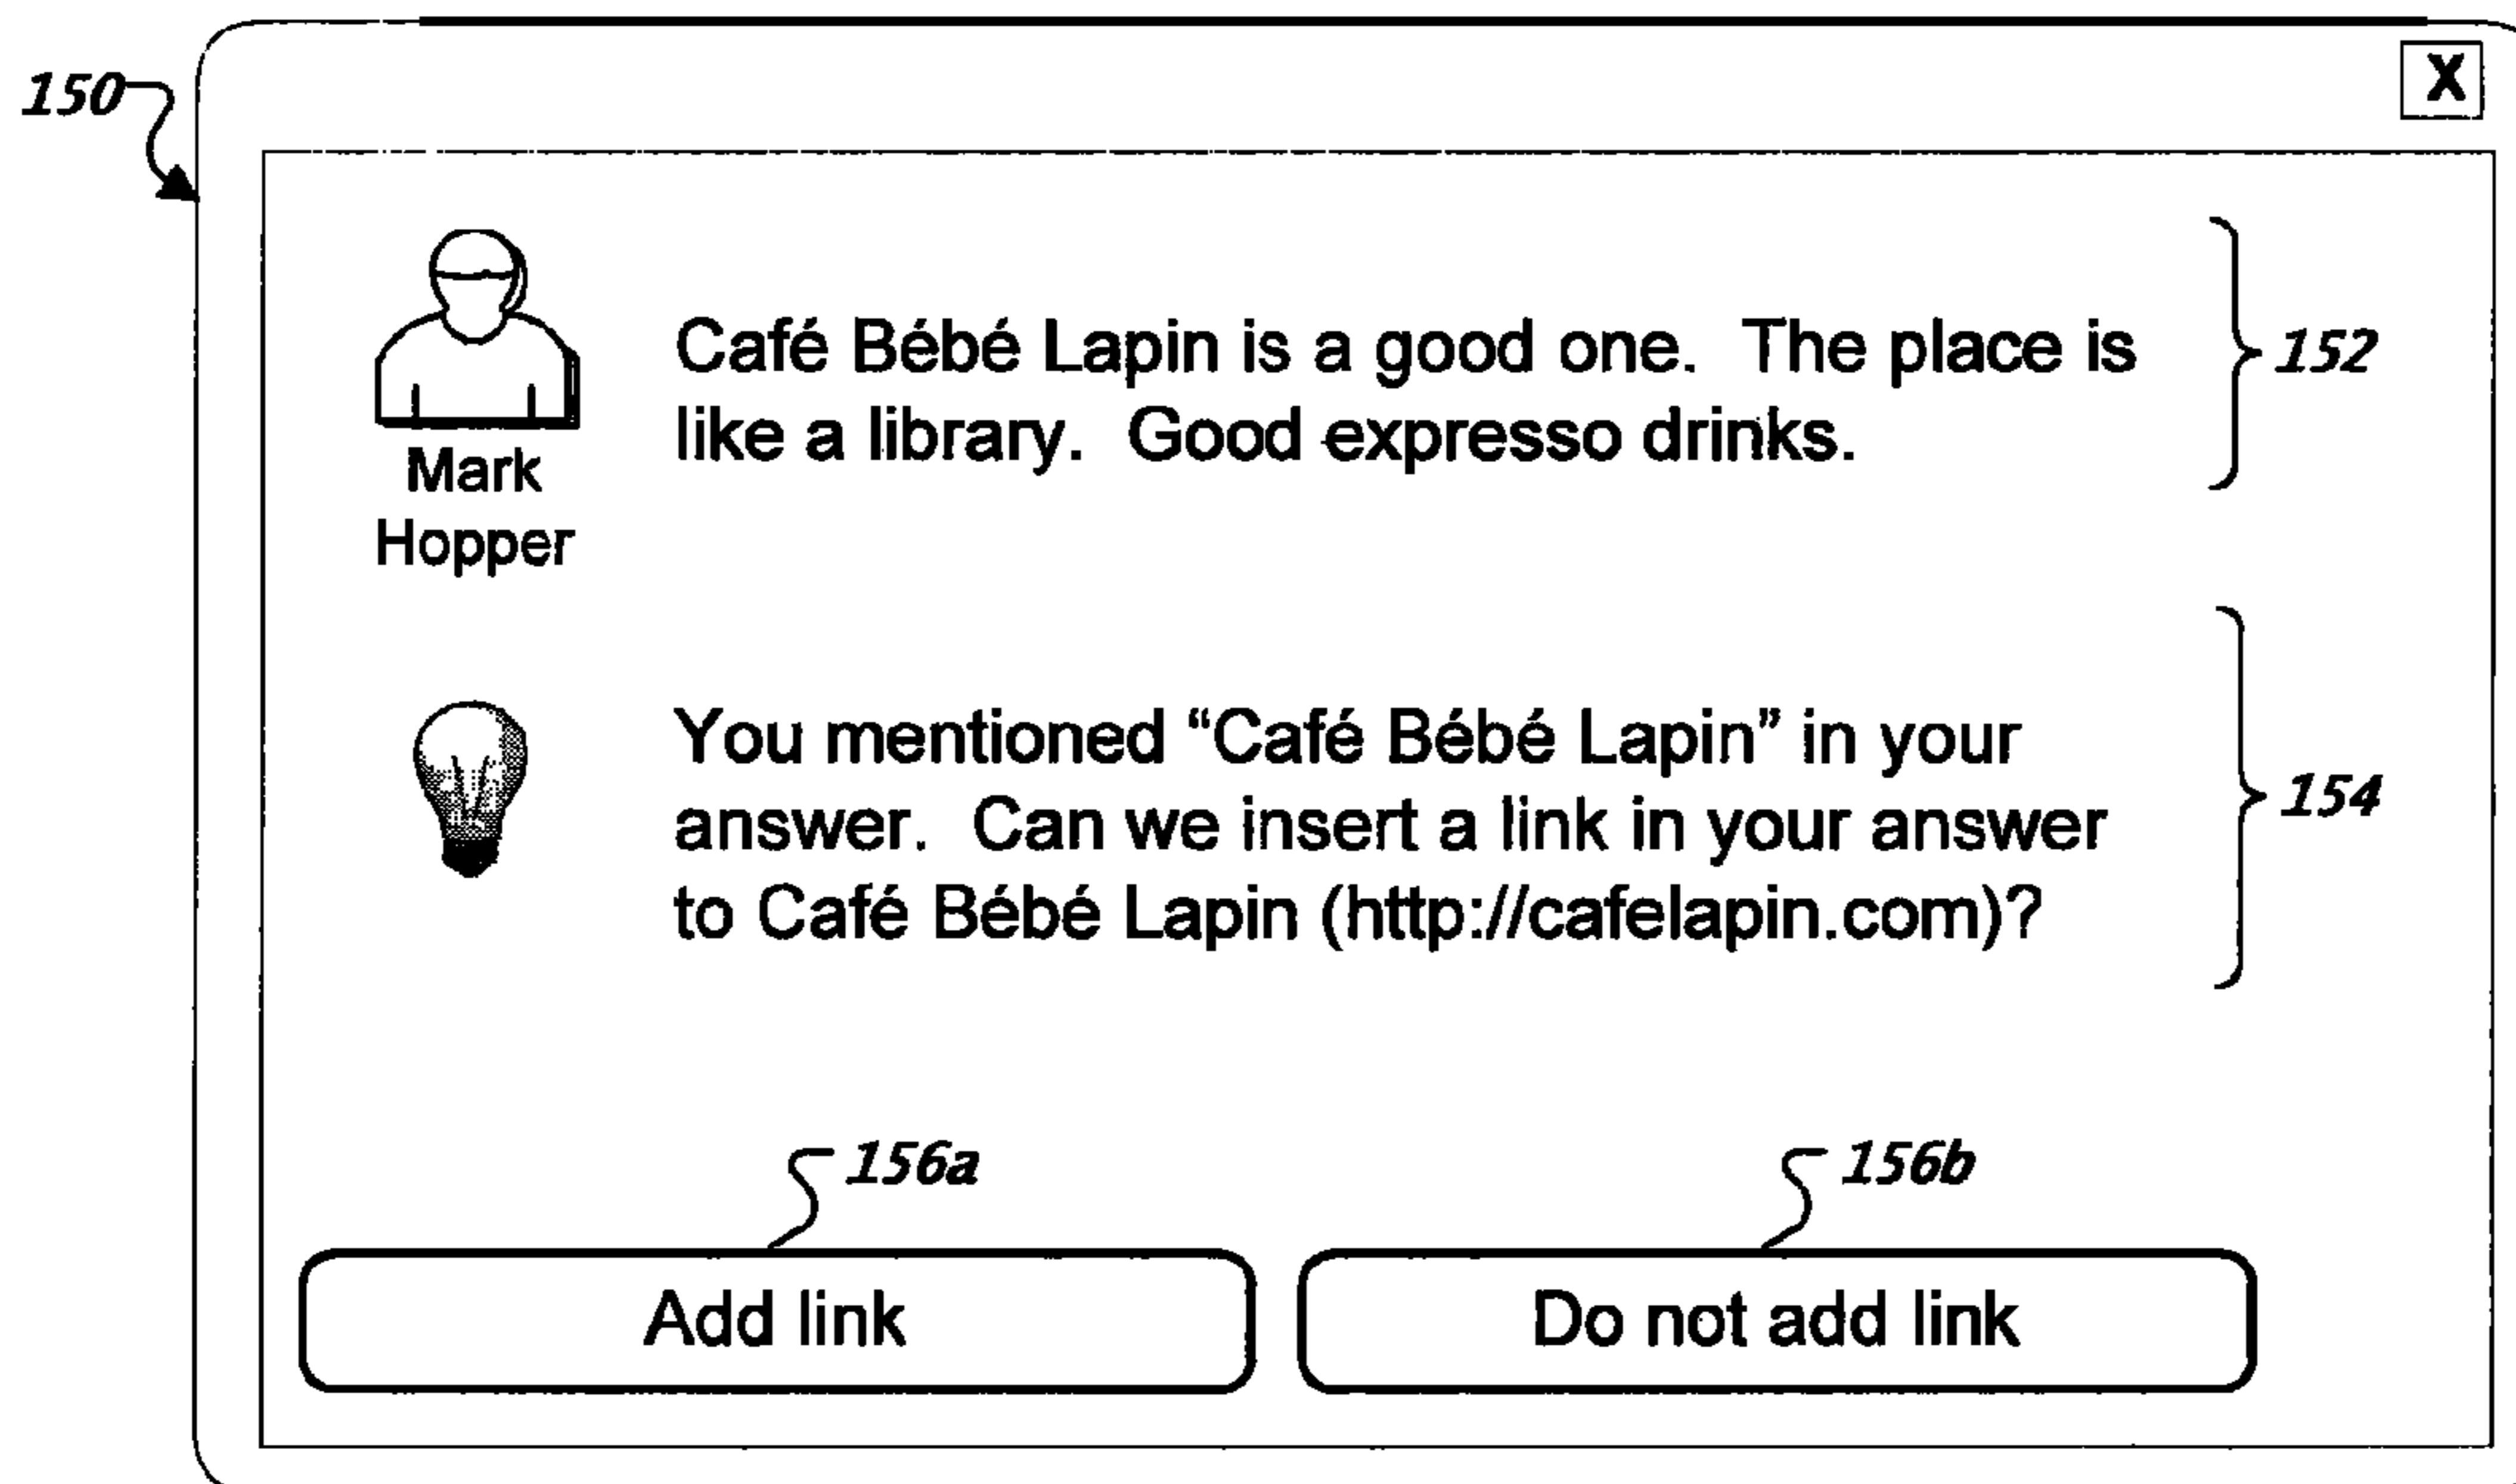 150
X
Café Bébé Lapin is a good one. The place is
like a library. Good expresso drinks.
152
Mark
Hopper
You mentioned “Café Bébé Lapin” in your
answer. Can we insert a link in your answer
to Café Bébé Lapin (http://cafelapin.com)?
154
156a
156b
Add link
Do not add link